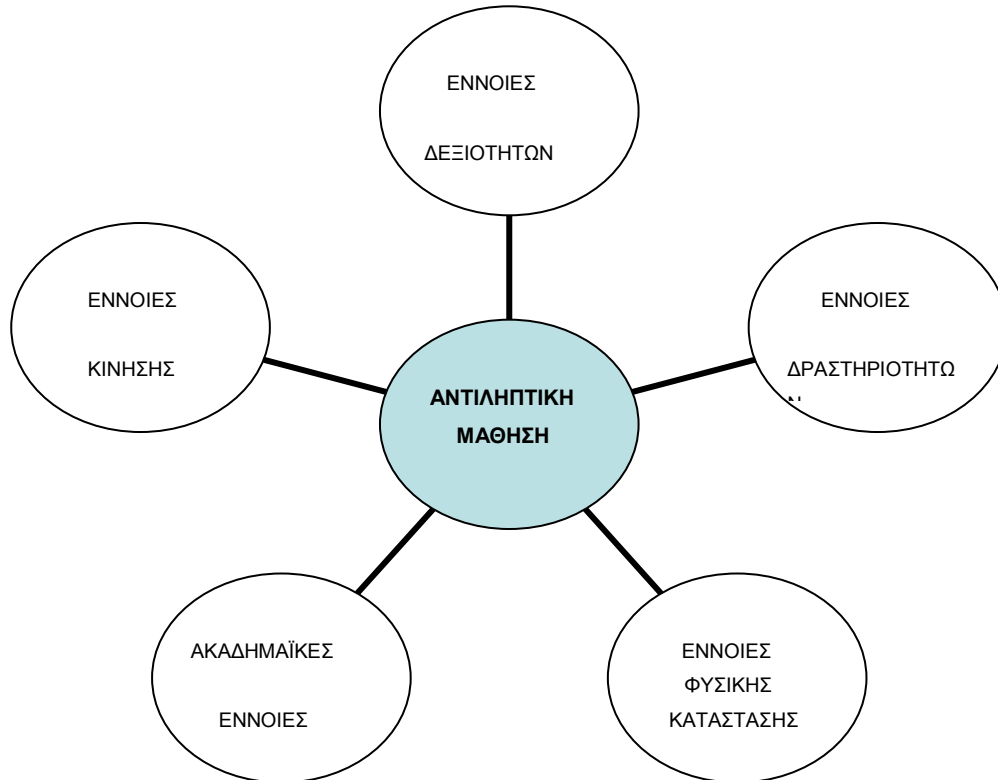 ΕΝΝΟΙΕΣ
ΔΕΞΙΟΤΗΤΩΝ
ΕΝΝΟΙΕΣ
ΚΙΝΗΣΗΣ
ΕΝΝΟΙΕΣ
ΔΡΑΣΤΗΡΙΟΤΗΤΩ
ΑΝΤΙΛΗΠΤΙΚΗ
ΜΑΘΗΣΗ
ΑΚΑΔΗΜΑΪΚΕΣ
ΕΝΝΟΙΕΣ
ΕΝΝΟΙΕΣ
ΦΥΣΙΚΗΣ
ΚΑΤΑΣΤΑΣΗΣ